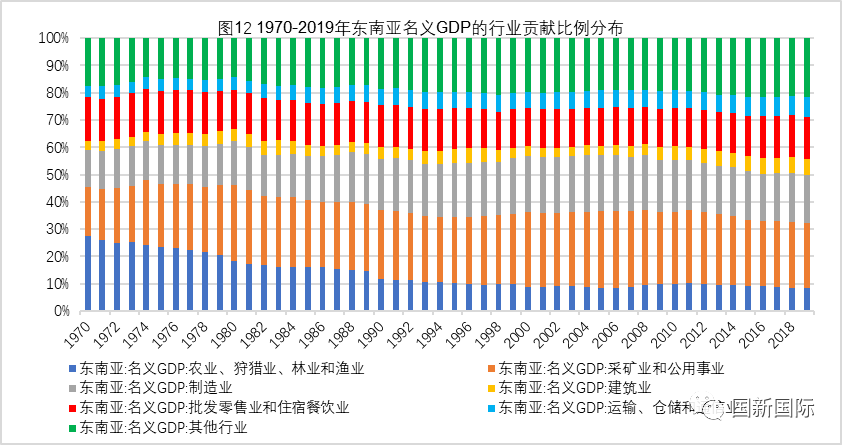 图12 1970-2019年东南亚名义GDP的行业贡献比例分布
100%
90%
80%
70%
60%
50%
40%
30%
20%
10%
0%
1970 1972 1974 1976 1978 1980 1982 1984 1986 1988 1990 1992 1994 1996 1998 2000 2002 2004 2006 2008 2010 2012 2014 2016 2018
东南亚:名义GDP:农业、狩猎业、林业和渔业 东南亚:名义GDP:采矿业和公用事业
东南亚:名义GDP:制造业 东南亚:名义GDP:建筑业
东南亚:名义GDP:批发零售业和住宿餐饮业 东南亚:名义GDP:运输、仓储和
东南亚:名义GDP:其他行业
国新国际